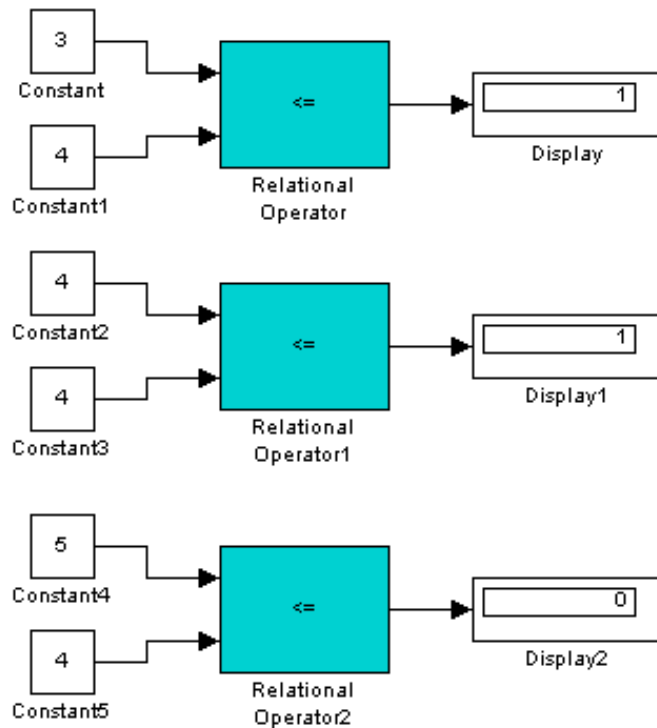 3
Constant
<=
1
Display
4
Constant1
Relational
Operator
4
Constant2
<=
1
Display1
4
Constant3
Relational
Operator1
5
Constant4
<=
0
Display2
4
Constant5
Relational
Operator2